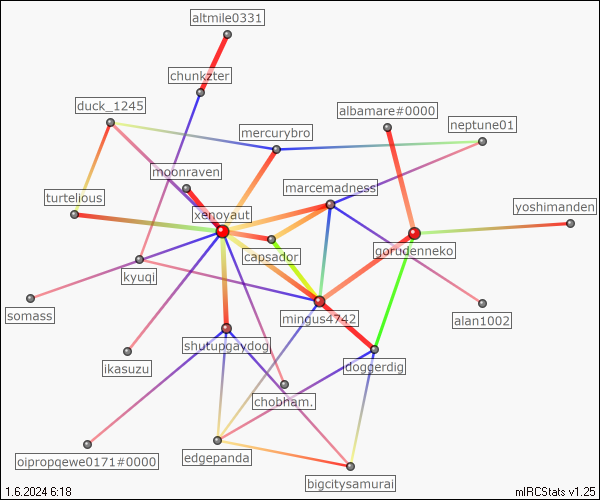 altmile0331
chunkzter
duck_1245
albamare#0000
mercurybro
neptune01
moonraven
marcemadness
turtelious
xenoyaut
yoshimanden
capsador
gorudenneko
kyuqi
somass
mingus4742
alan1002
shutupgaydog
ikasuzu
doggerdig
chobham.
oipropqewe0171#0000
edgepanda
bigcitysamurai
1.6.2024 6:18
mIRCStats v1.25